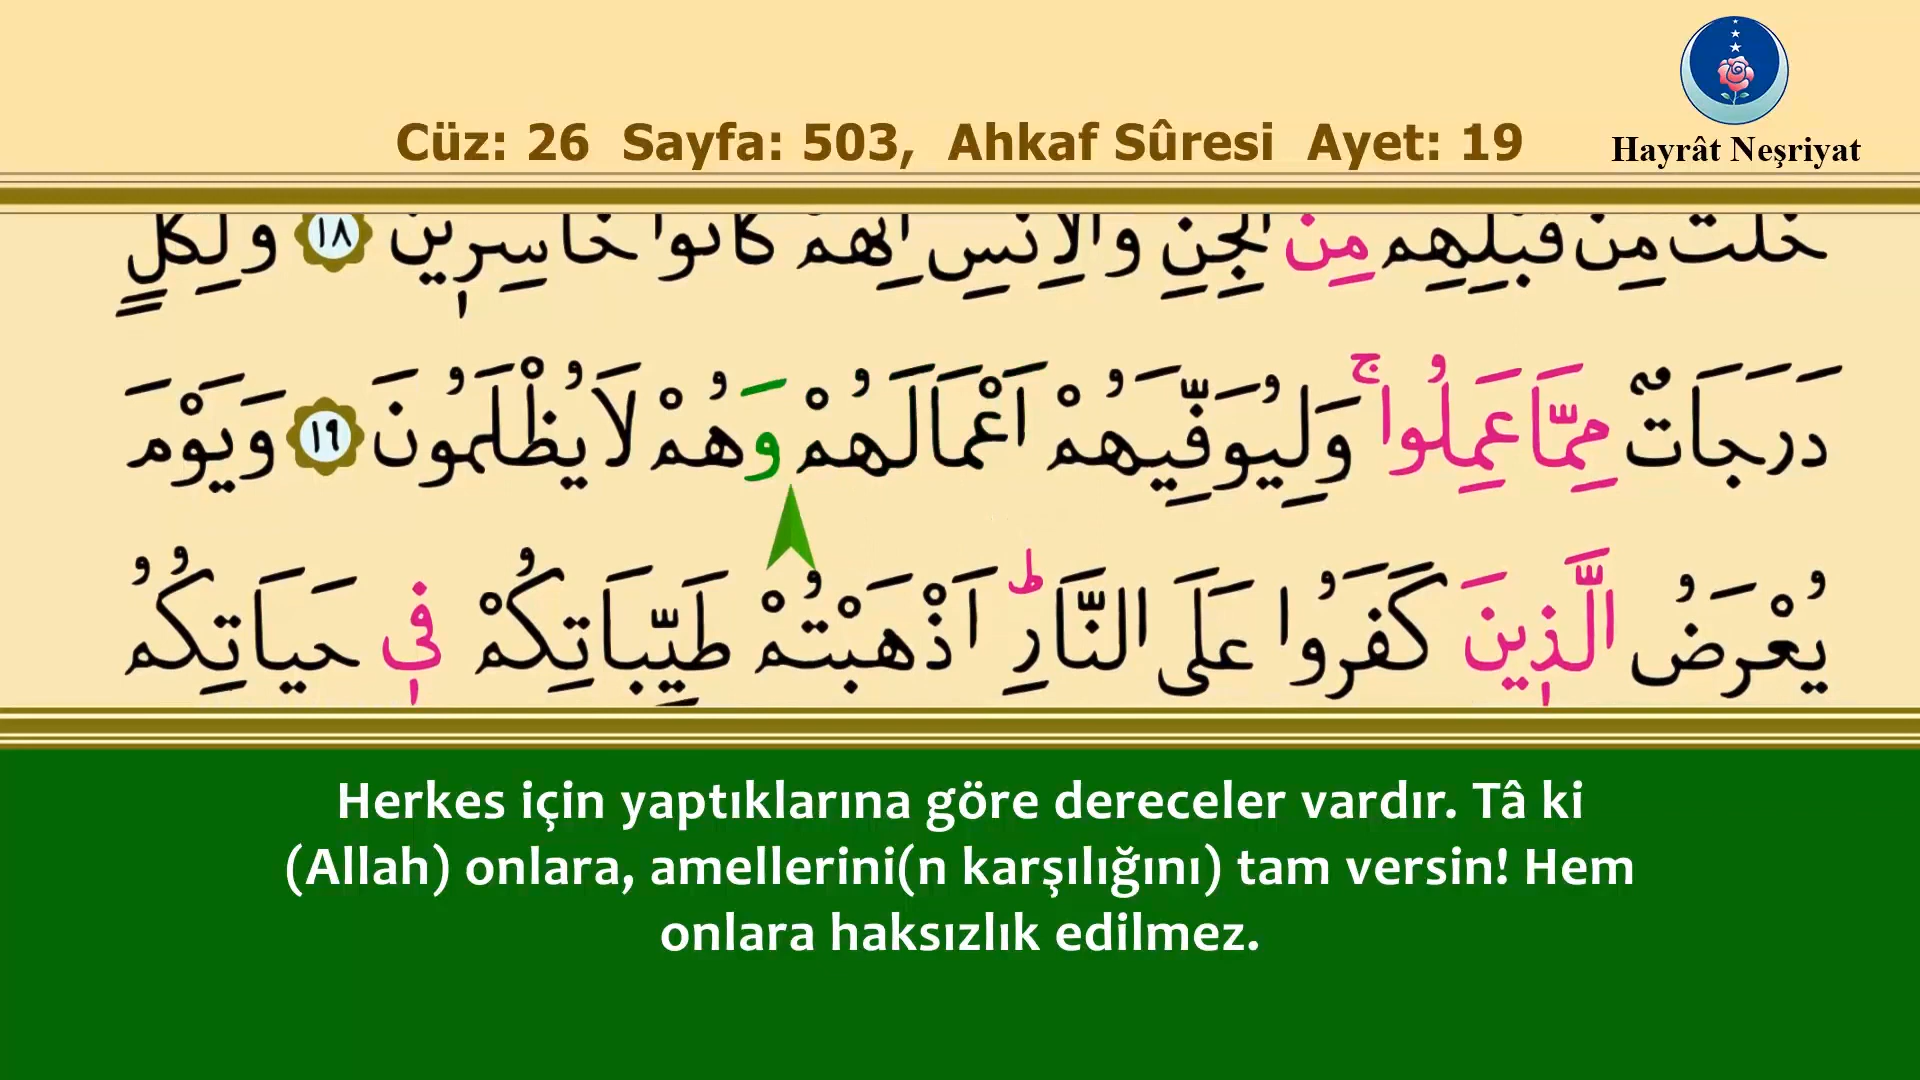 Cüz: 26 Sayfa: 503, Ahkaf Sûresi Ayet: 19
Hayrât Neşriyat
خَلَتْ مِنْ قَبْلِهِمْ مِنَ الْجِنِّ وَالْاِنْسِ اِنَّهُمْ كَانُوا خَاسِرٖينَ ١٨ وَلِكُلٍّ
دَرَجَاتٌ مِمَّا عَمِلُوا ۚ وَلِيُوَفِّيَهُمْ اَعْمَالَهُمْ وَهُمْ لَا يُظْلَمُونَ ١٩ وَيَوْمَ
يُعْرَضُ الَّذٖينَ كَفَرُوا عَلَى النَّارِ ؕ اَذْهَبْتُمْ طَيِّبَاتِكُمْ فٖي حَيَاتِكُمُ
Herkes için yaptıklarına göre dereceler vardır. Tâ ki
(Allah) onlara, amellerini(n karşılığını) tam versin! Hem
onlara haksızlık edilmez.